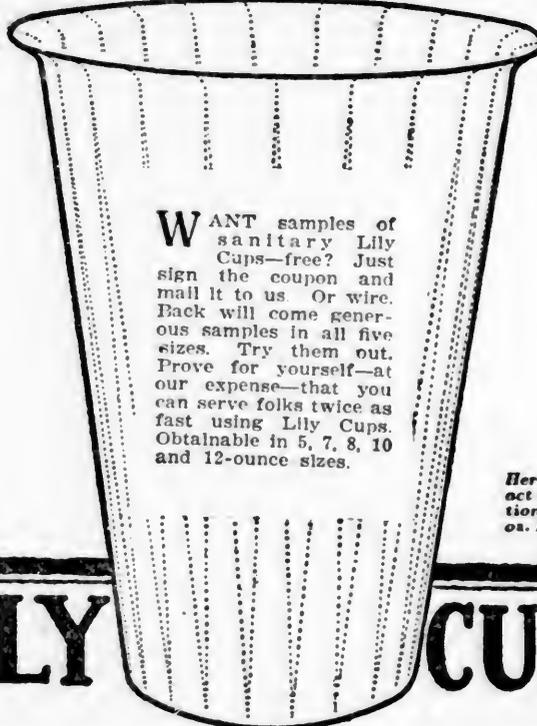 WANT samples of
sanitary Lily
Cups—free? Just
sign the coupon and
mail it to us. Or wire.
Back will come gener-
ous samples in all five
sizes. Try them out.
Prove for yourself—at
our expense—that you
can serve folks twice as
fast using Lily Cups.
Obtainable in 5, 7, 8, 10
and 12-ounce sizes.
LY CU